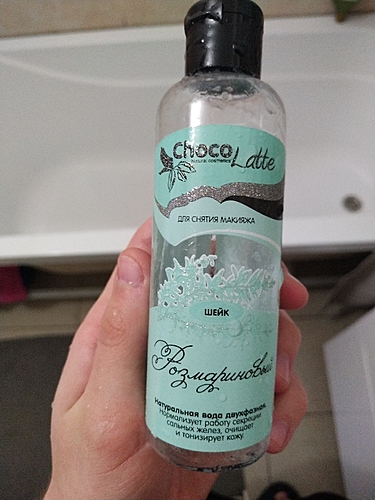 Choco Latte
natural cosmetics
ДЛЯ СНЯТИЯ МАКИЯЖА
ШЕЙК
Розмариновый
Натуральная вода двухфазная.
Нормализует работу секреции
сальных желез, очищает
и тонизирует кожу.